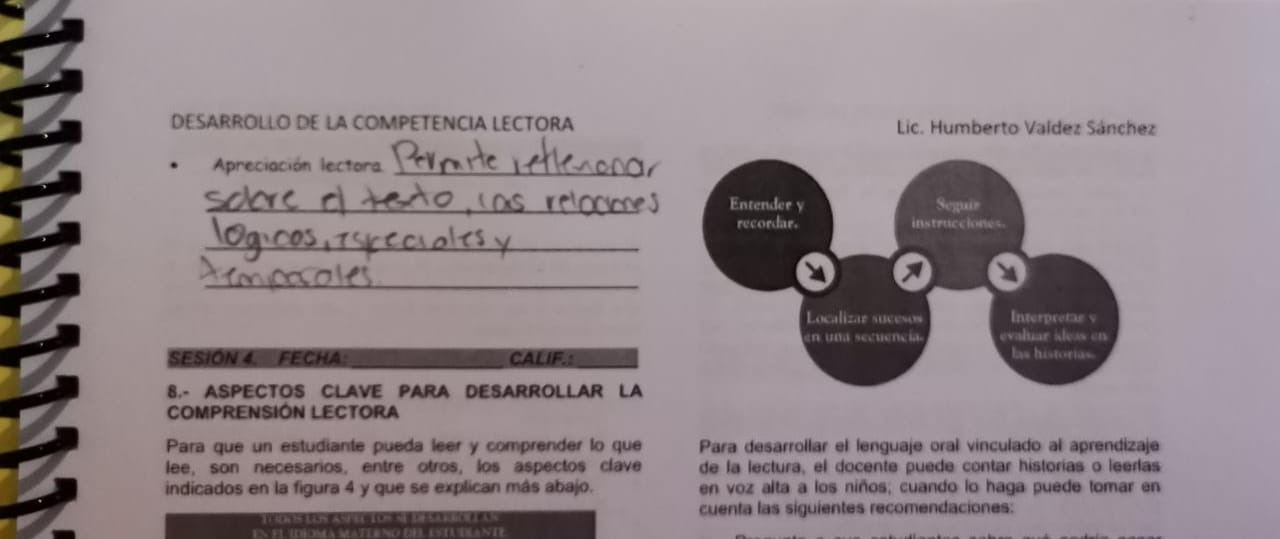 DESARROLLO DE LA COMPETENCIA LECTORA
• Apreciación lectora Permite reflexionar
sobre el texto, las relaciones
lógicas, espaciales y
temporales.
SESIÓN 4. FECHA: CALIF.:
8.- ASPECTOS CLAVE PARA DESARROLLAR LA
COMPRENSIÓN LECTORA
Para que un estudiante pueda leer y comprender lo que
lee, son necesarios, entre otros, los aspectos clave
indicados en la figura 4 y que se explican más abajo.
TODOS LOS ASPECTOS SE DESARROLLAN
EN EL IDIOMA MATERNO DEL ESTUDIANTE
Lic. Humberto Valdez Sánchez
Entender y
recordar.
Localizar sucesos
en una secuencia.
Seguir
instrucciones.
Interpretar y
evaluar ideas en
las historias.
Para desarrollar el lenguaje oral vinculado al aprendizaje
de la lectura, el docente puede contar historias o leerlas
en voz alta a los niños; cuando lo haga puede tomar en
cuenta las siguientes recomendaciones: